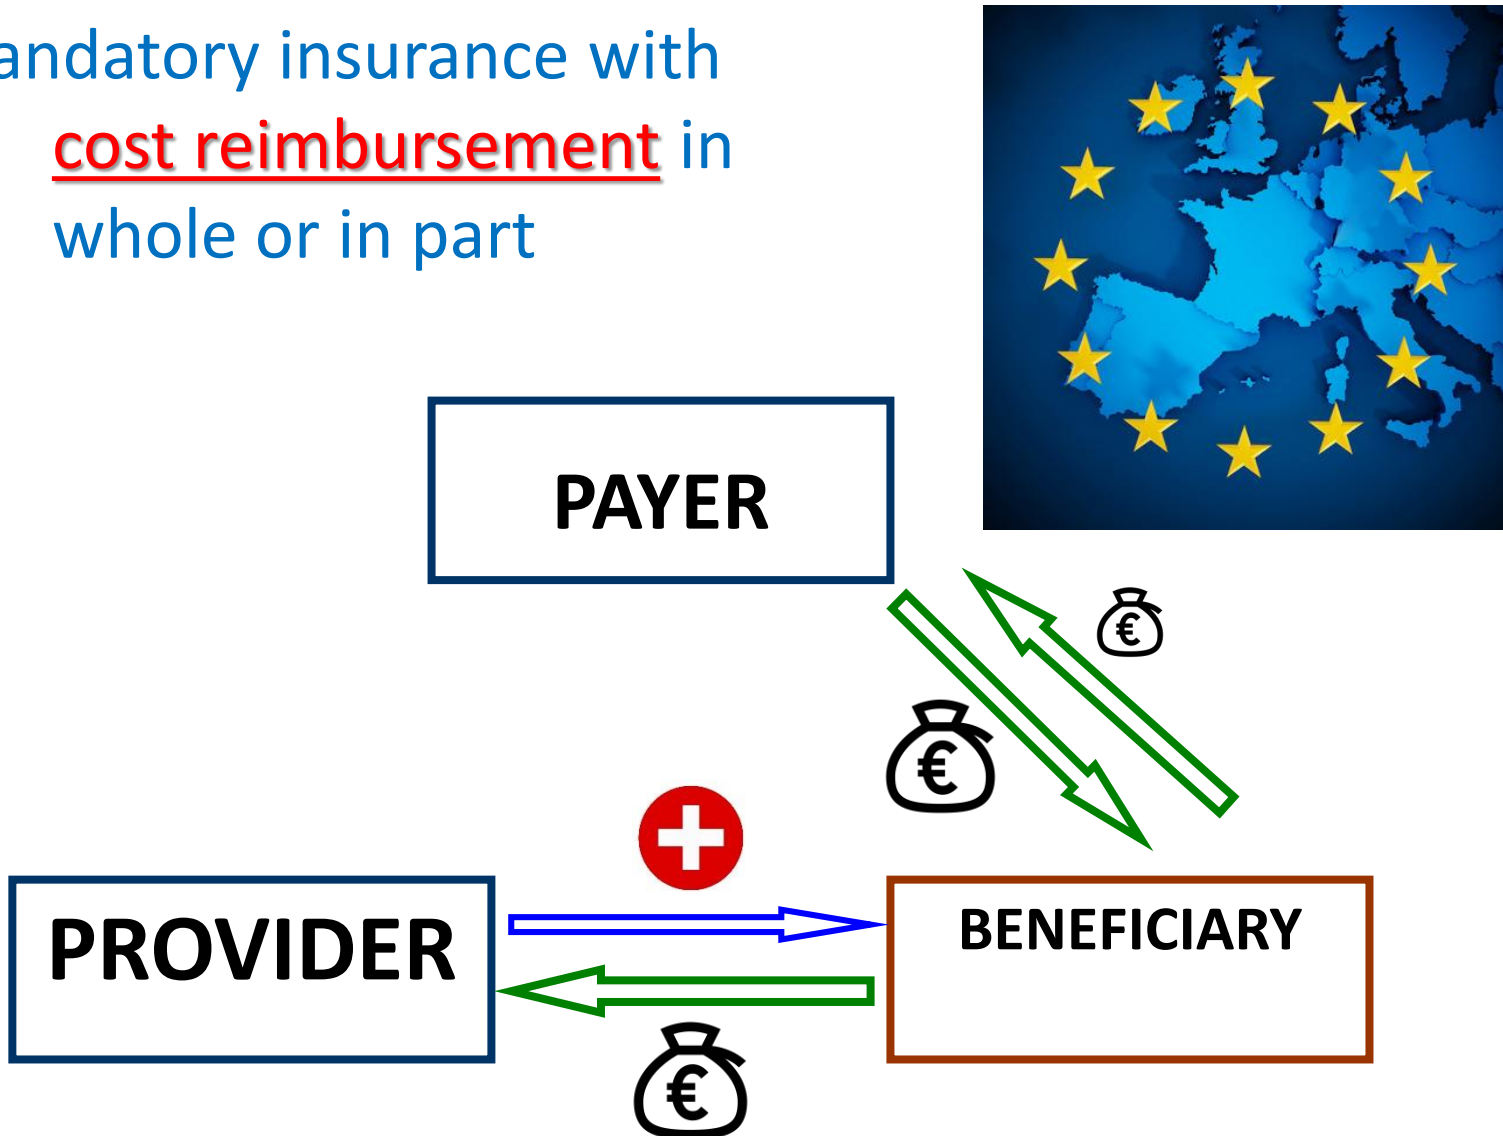 andatory insurance with
cost reimbursement in
whole or in part
PAYER
€
€
PROVIDER
BENEFICIARY
€